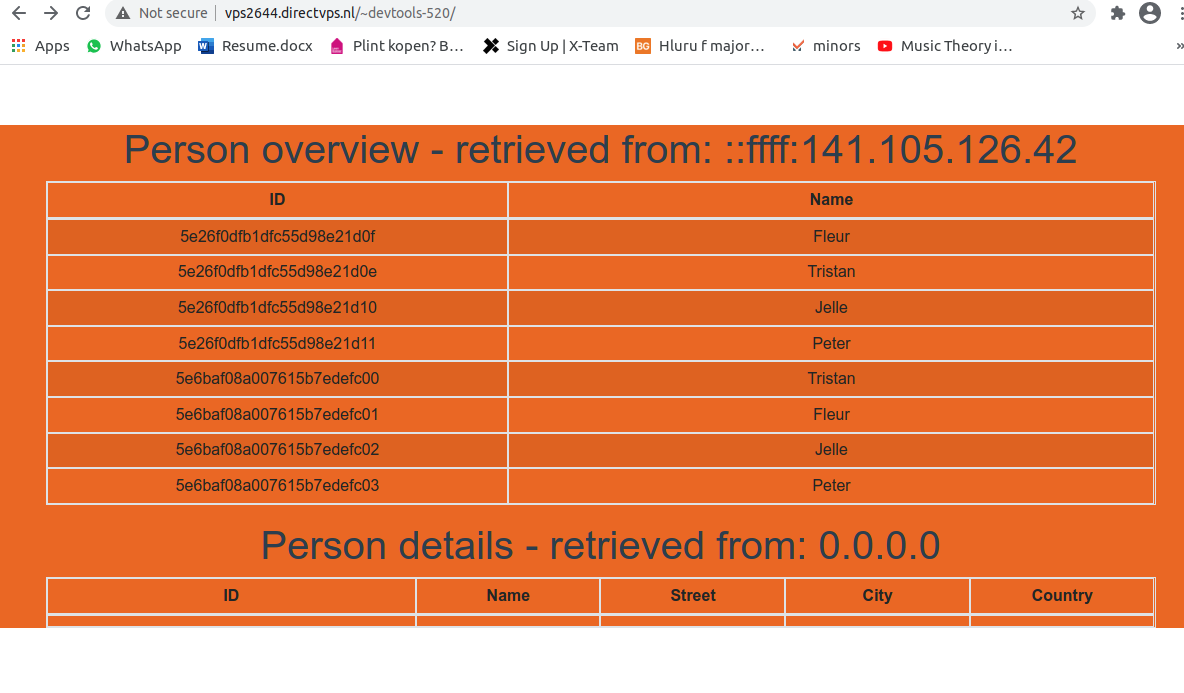 Not secure | vps2644.directvps.nl/~devtools-520/
Apps WhatsApp Resume.docx Plint kopen? B… Sign Up | X-Team BG Hluru f major… minors Music Theory i… »
Person overview - retrieved from: ::ffff:141.105.126.42
ID Name
5e26f0dfb1dfc55d98e21d0f Fleur
5e26f0dfb1dfc55d98e21d0e Tristan
5e26f0dfb1dfc55d98e21d10 Jelle
5e26f0dfb1dfc55d98e21d11 Peter
5e6baf08a007615b7edefc00 Tristan
5e6baf08a007615b7edefc01 Fleur
5e6baf08a007615b7edefc02 Jelle
5e6baf08a007615b7edefc03 Peter
Person details - retrieved from: 0.0.0.0
ID Name Street City Country